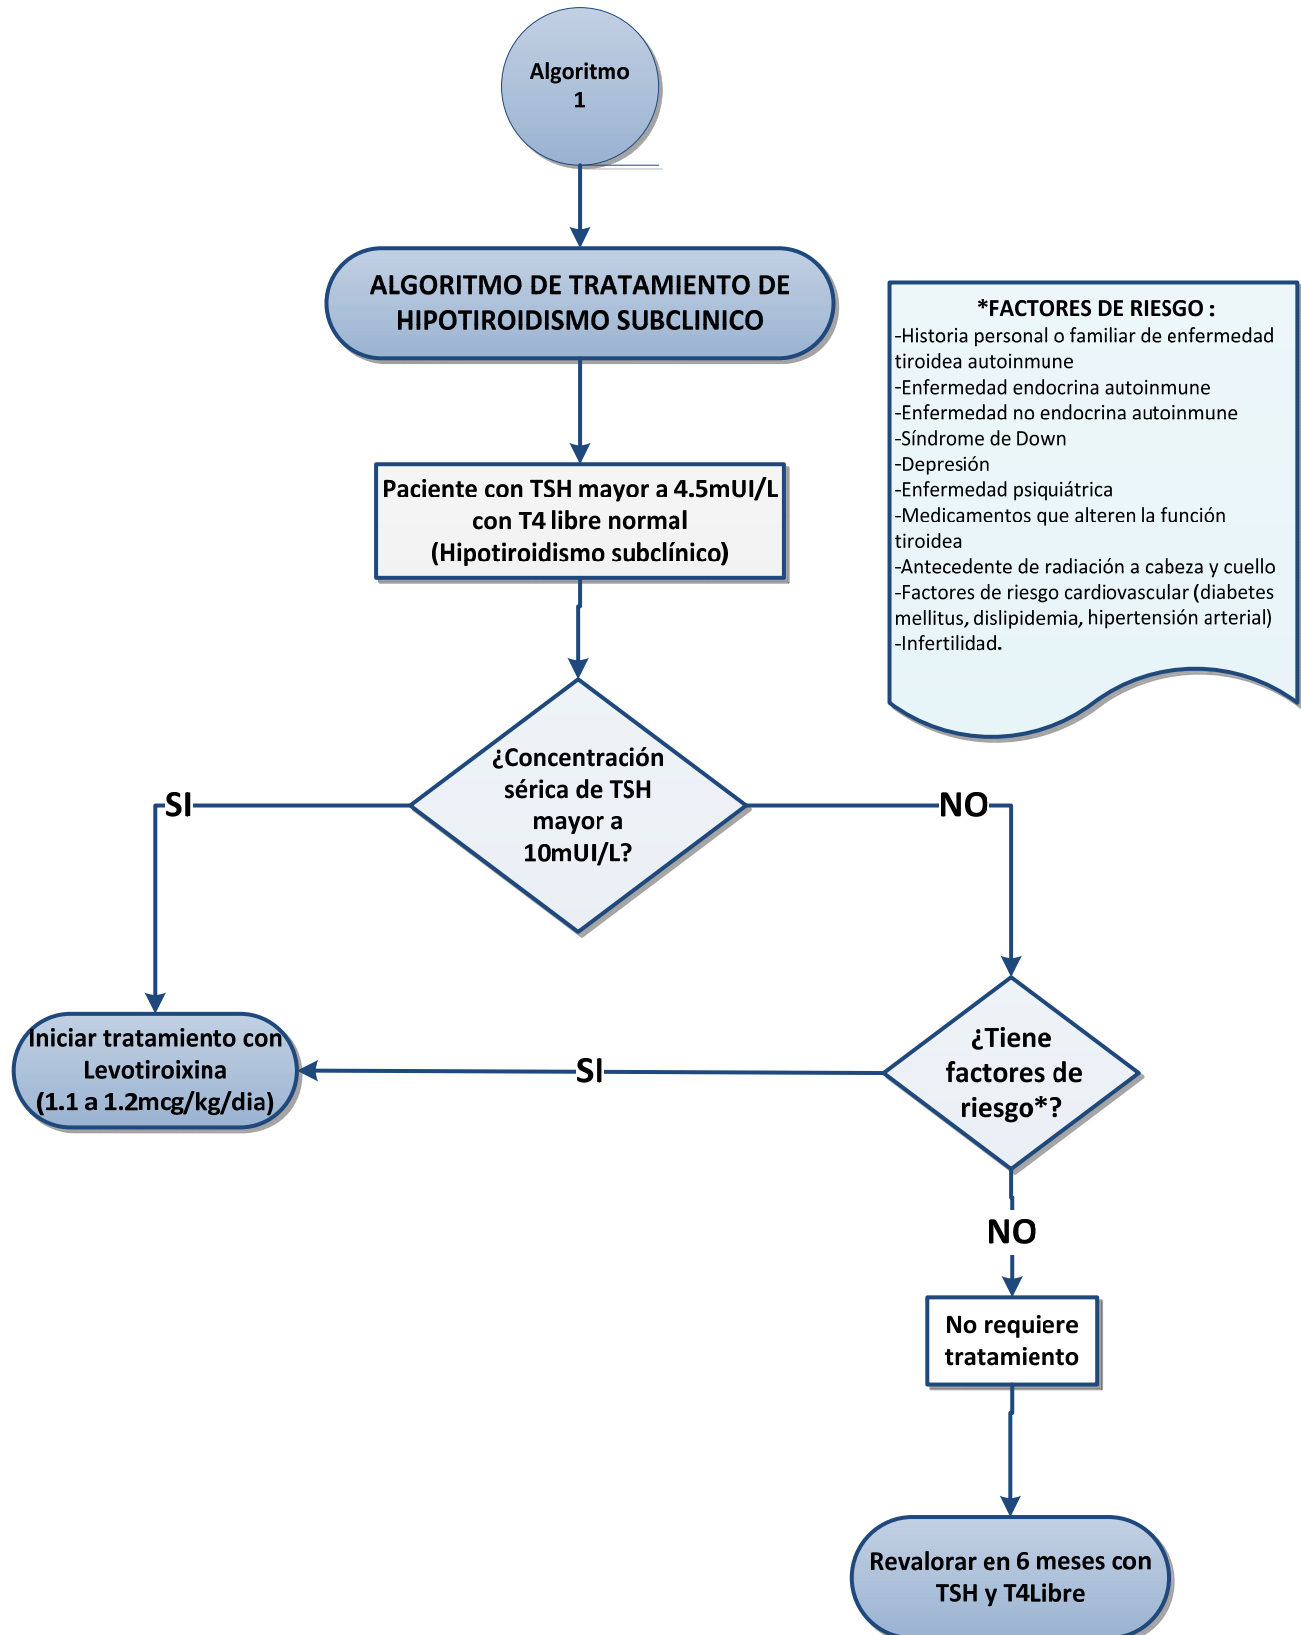 Algoritmo
1
ALGORITMO DE TRATAMIENTO DE
HIPOTIROIDISMO SUBCLINICO
*FACTORES DE RIESGO :
-Historia personal o familiar de enfermedad
tiroidea autoinmune
-Enfermedad endocrina autoinmune
-Enfermedad no endocrina autoinmune
-Síndrome de Down
-Depresión
-Enfermedad psiquiátrica
-Medicamentos que alteren la función
tiroidea
-Antecedente de radiación a cabeza y cuello
-Factores de riesgo cardiovascular (diabetes
mellitus, dislipidemia, hipertensión arterial)
-Infertilidad.
Paciente con TSH mayor a 4.5mUI/L
con T4 libre normal
(Hipotiroidismo subclínico)
¿Concentración
sérica de TSH
mayor a
10mUI/L?
SI
NO
Iniciar tratamiento con
Levotiroixina
(1.1 a 1.2mcg/kg/dia)
SI
¿Tiene
factores de
riesgo*?
NO
No requiere
tratamiento
Revalorar en 6 meses con
TSH y T4Libre